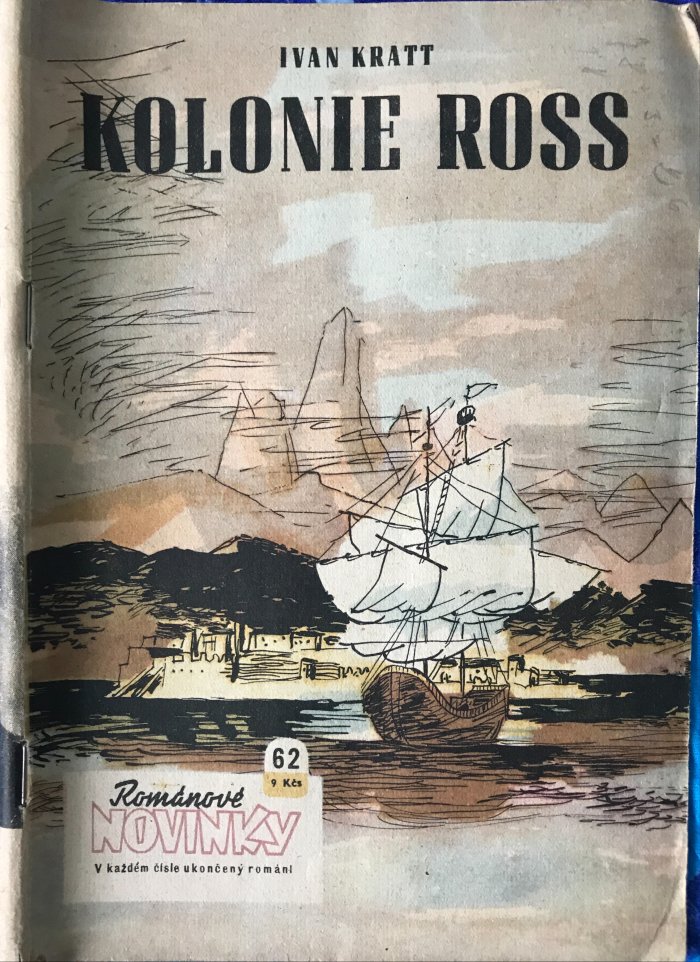 IVAN KRATT
KOLONIE ROSS
62
9 Kčs
Románové
NOVINKY
V každém čísle ukončený román!